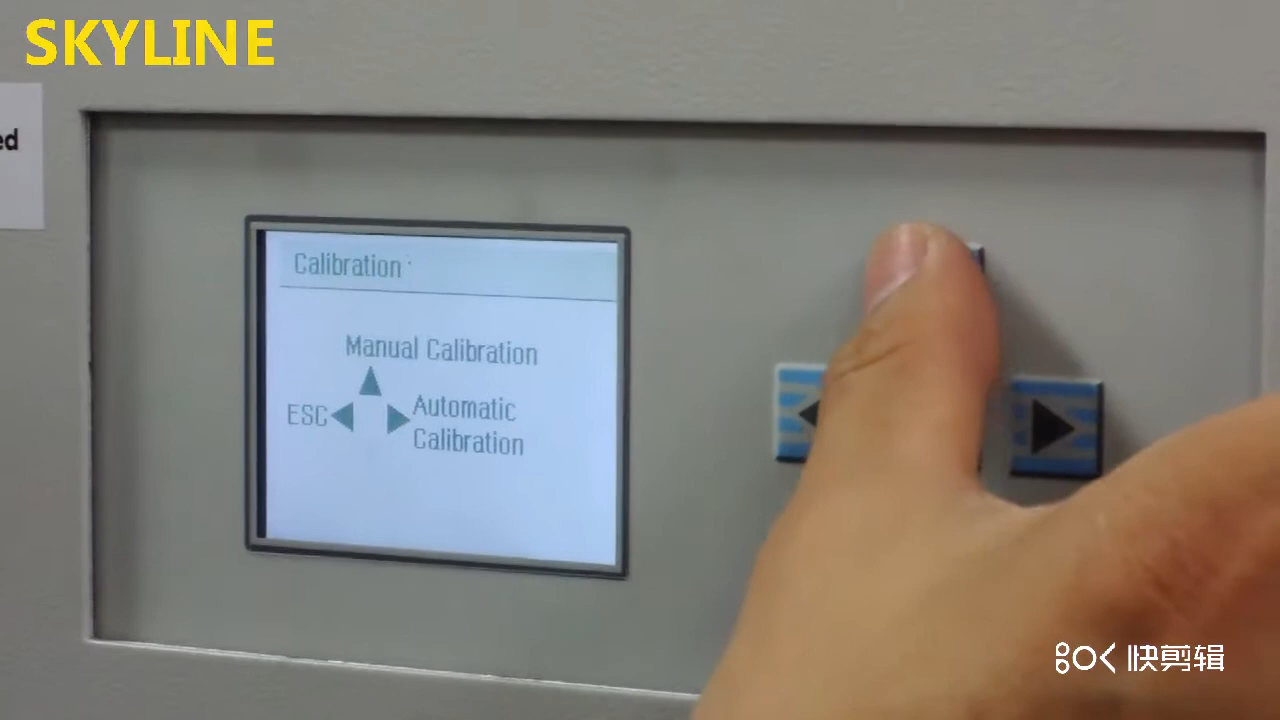 SKYLINE
ed
Calibration
Manual Calibration
ESC
Automatic
Calibration
快剪辑